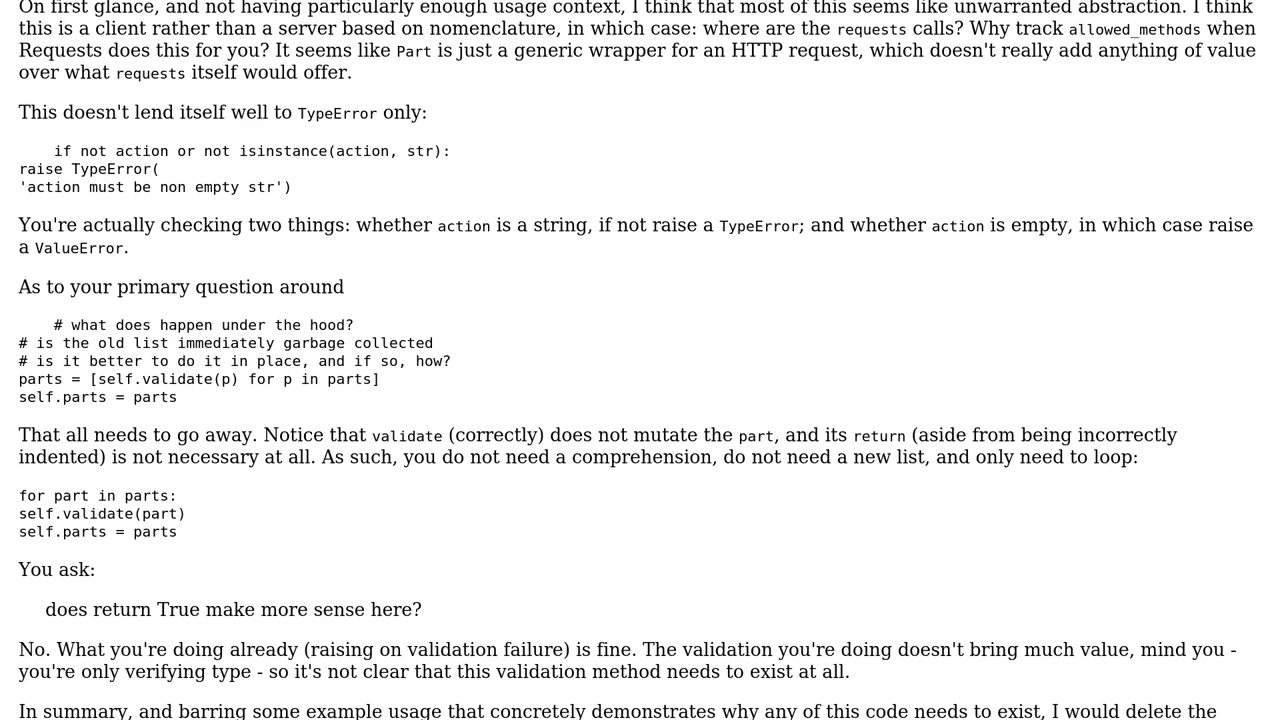 On first glance, and not having particularly enough usage context, I think that most of this seems like unwarranted abstraction. I think
this is a client rather than a server based on nomenclature, in which case: where are the requests calls? Why track allowed_methods when
Requests does this for you? It seems like Part is just a generic wrapper for an HTTP request, which doesn't really add anything of value
over what requests itself would offer.
This doesn't lend itself well to TypeError only:
    if not action or not isinstance(action, str):
raise TypeError(
'action must be non empty str')
You're actually checking two things: whether action is a string, if not raise a TypeError; and whether action is empty, in which case raise
a ValueError.
As to your primary question around
    # what does happen under the hood?
# is the old list immediately garbage collected
# is it better to do it in place, and if so, how?
parts = [self.validate(p) for p in parts]
self.parts = parts
That all needs to go away. Notice that validate (correctly) does not mutate the part, and its return (aside from being incorrectly
indented) is not necessary at all. As such, you do not need a comprehension, do not need a new list, and only need to loop:
for part in parts:
self.validate(part)
self.parts = parts
You ask:
does return True make more sense here?
No. What you're doing already (raising on validation failure) is fine. The validation you're doing doesn't bring much value, mind you -
you're only verifying type - so it's not clear that this validation method needs to exist at all.
In summary, and barring some example usage that concretely demonstrates why any of this code needs to exist, I would delete the